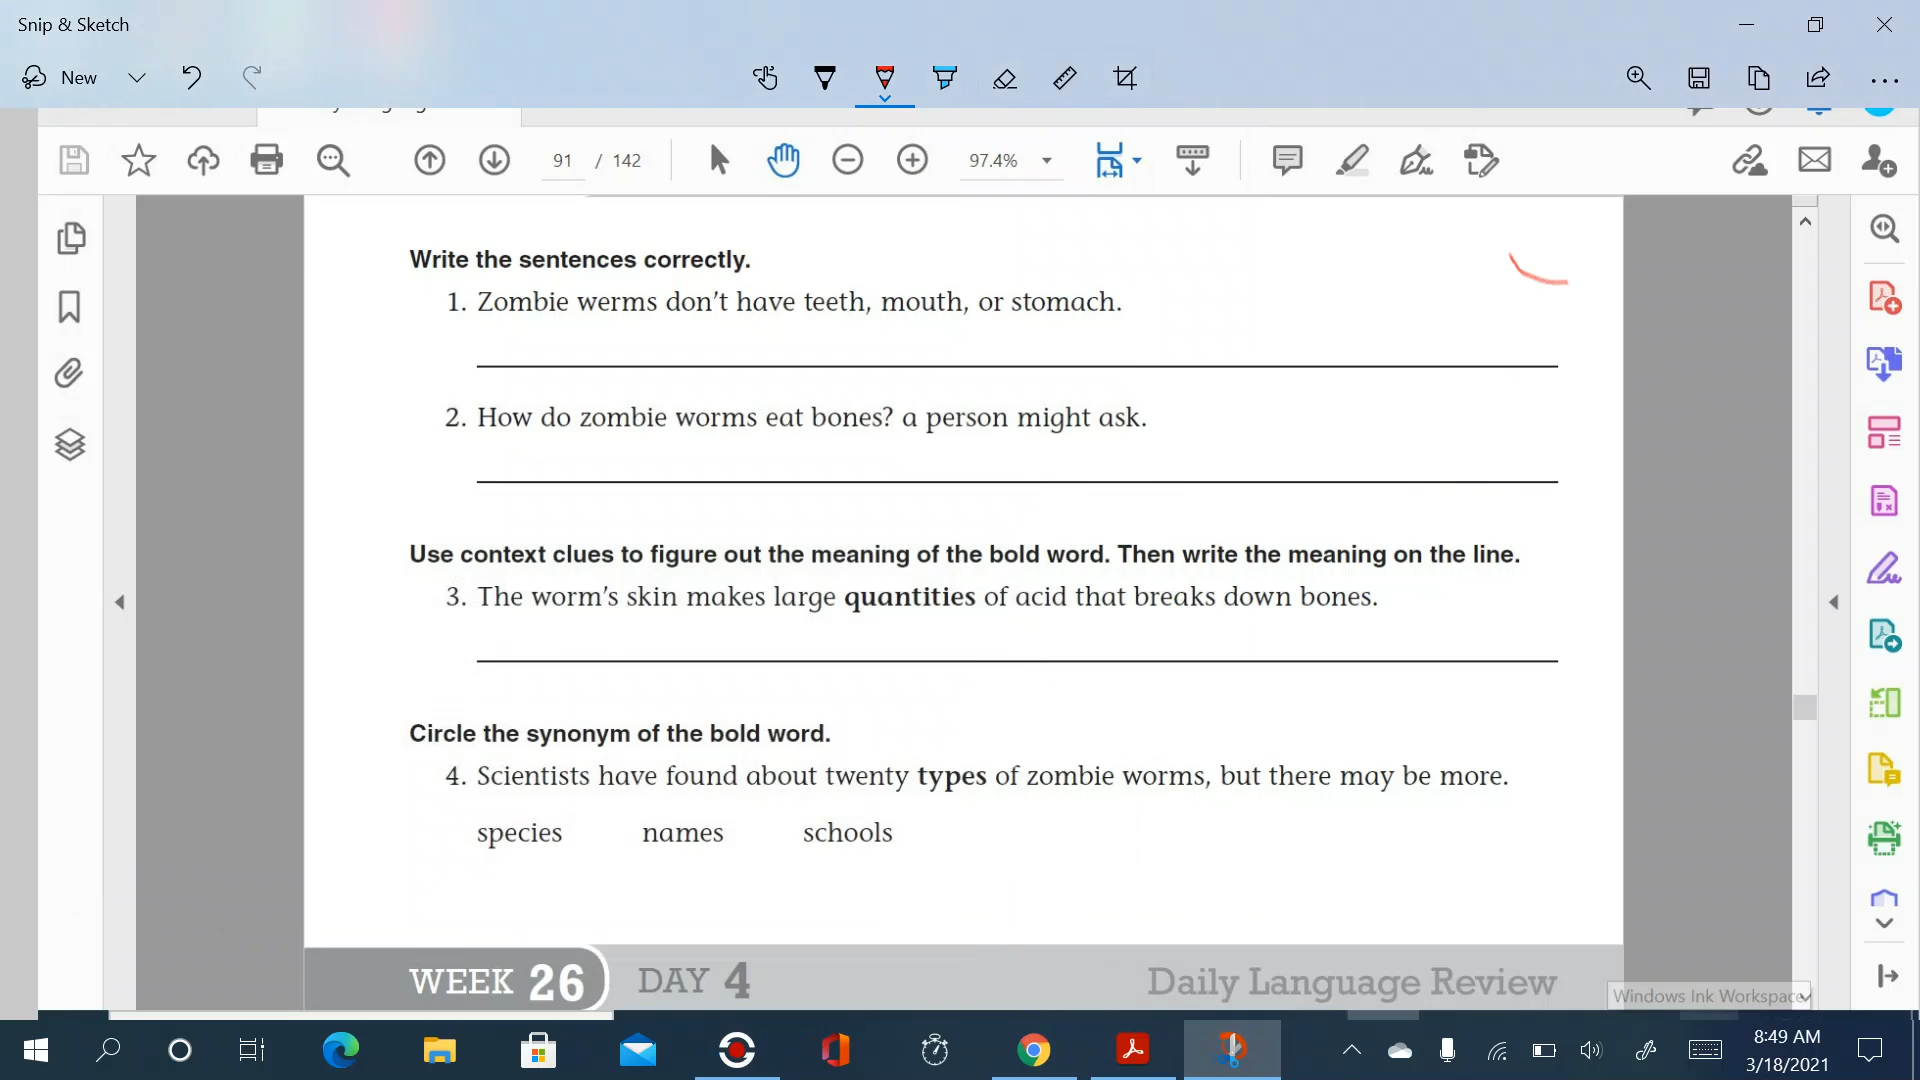 Snip & Sketch
New
91 / 142
97.4%
Write the sentences correctly.
1. Zombie werms don't have teeth, mouth, or stomach.
2. How do zombie worms eat bones? a person might ask.
Use context clues to figure out the meaning of the bold word. Then write the meaning on the line.
3. The worm's skin makes large quantities of acid that breaks down bones.
Circle the synonym of the bold word.
4. Scientists have found about twenty types of zombie worms, but there may be more.
species names schools
WEEK 26 DAY 4 Daily Language Review
Windows Ink Workspace
8:49 AM
3/18/2021